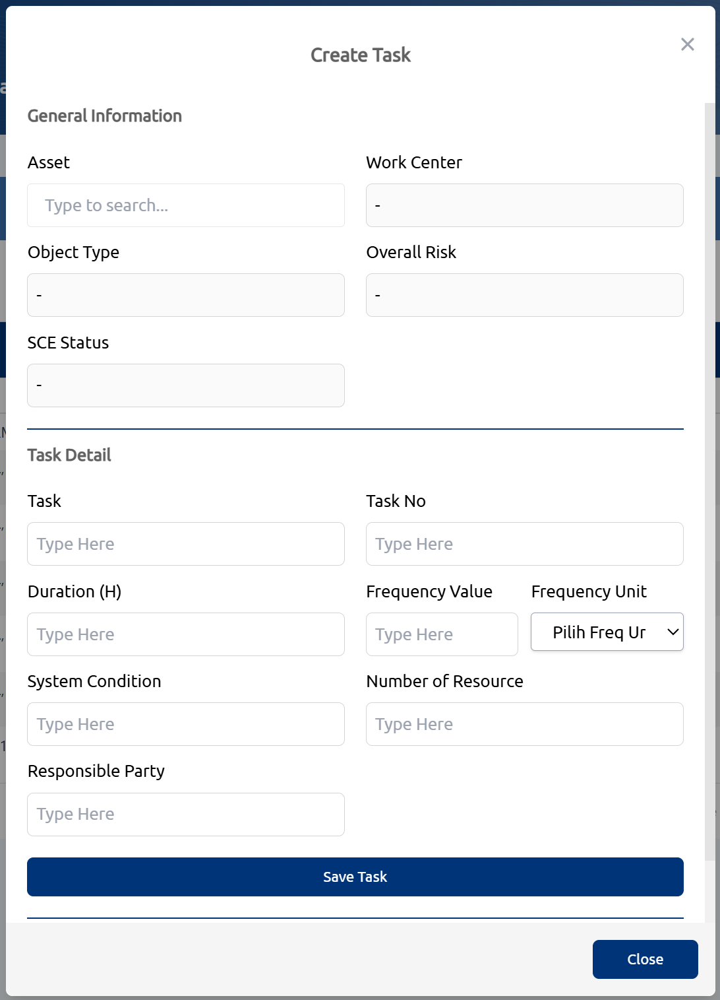 Create Task
General Information
Asset
Work Center
Type to search...
-
Object Type
Overall Risk
-
-
SCE Status
-
Task Detail
Task
Task No
Type Here
Type Here
Duration (H)
Frequency Value
Frequency Unit
Type Here
Type Here
Pilih Freq Ur
System Condition
Number of Resource
Type Here
Type Here
Responsible Party
Type Here
Save Task
Close